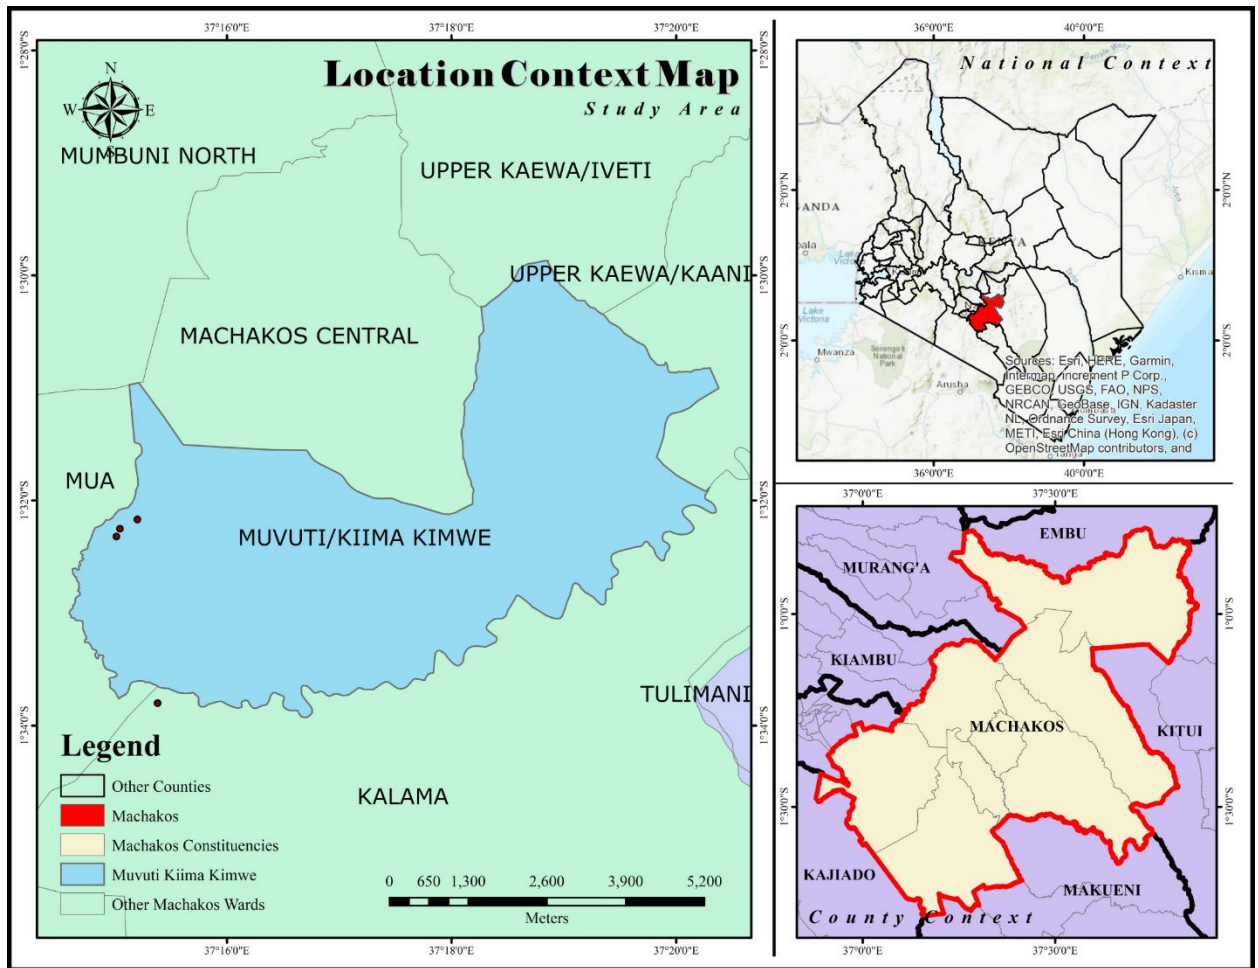 37°16'0"E
37°18'0"E
37°20'0"E
1°28'0"S
1°28'0"S
Location Context Map
Study Area
N
W
E
S
MUMBUNI NORTH
UPPER KAEWA/IVETI
1°30'0"S
1°30'0"S
UPPER KAEWA/KAANI
MACHAKOS CENTRAL
MUA
1°32'0"S
1°32'0"S
MUVUTI/KIIMA KIMWE
TULIMANI
1°34'0"S
1°34'0"S
KALAMA
Legend
Other Counties
Machakos
Machakos Constituencies
Muvuti Kiima Kimwe
Other Machakos Wards
0 650 1,300 2,600 3,900 5,200
Meters
37°16'0"E
37°18'0"E
37°20'0"E
36°0'0"E
40°0'0"E
National Context
2°0'0"N
2°0'0"N
ANDA
KENYA
Kisma
Lake
Victoria
2°0'0"S
2°0'0"S
Mwanza
Serengeti
National
Park
Arusha
Sources: Esri, HERE, Garmin,
Intermap, increment P Corp.,
GEBCO, USGS, FAO, NPS,
NRCAN, GeoBase, IGN, Kadaster
NL, Ordnance Survey, Esri Japan,
METI, Esri China (Hong Kong), (c)
OpenStreetMap contributors, and
Tanga
36°0'0"E
40°0'0"E
37°0'0"E
37°30'0"E
EMBU
MURANG'A
1°0'0"S
1°0'0"S
KIAMBU
MACHAKOS
KITUI
1°30'0"S
1°30'0"S
KAJIADO
MAKUENI
County Context
37°0'0"E
37°30'0"E